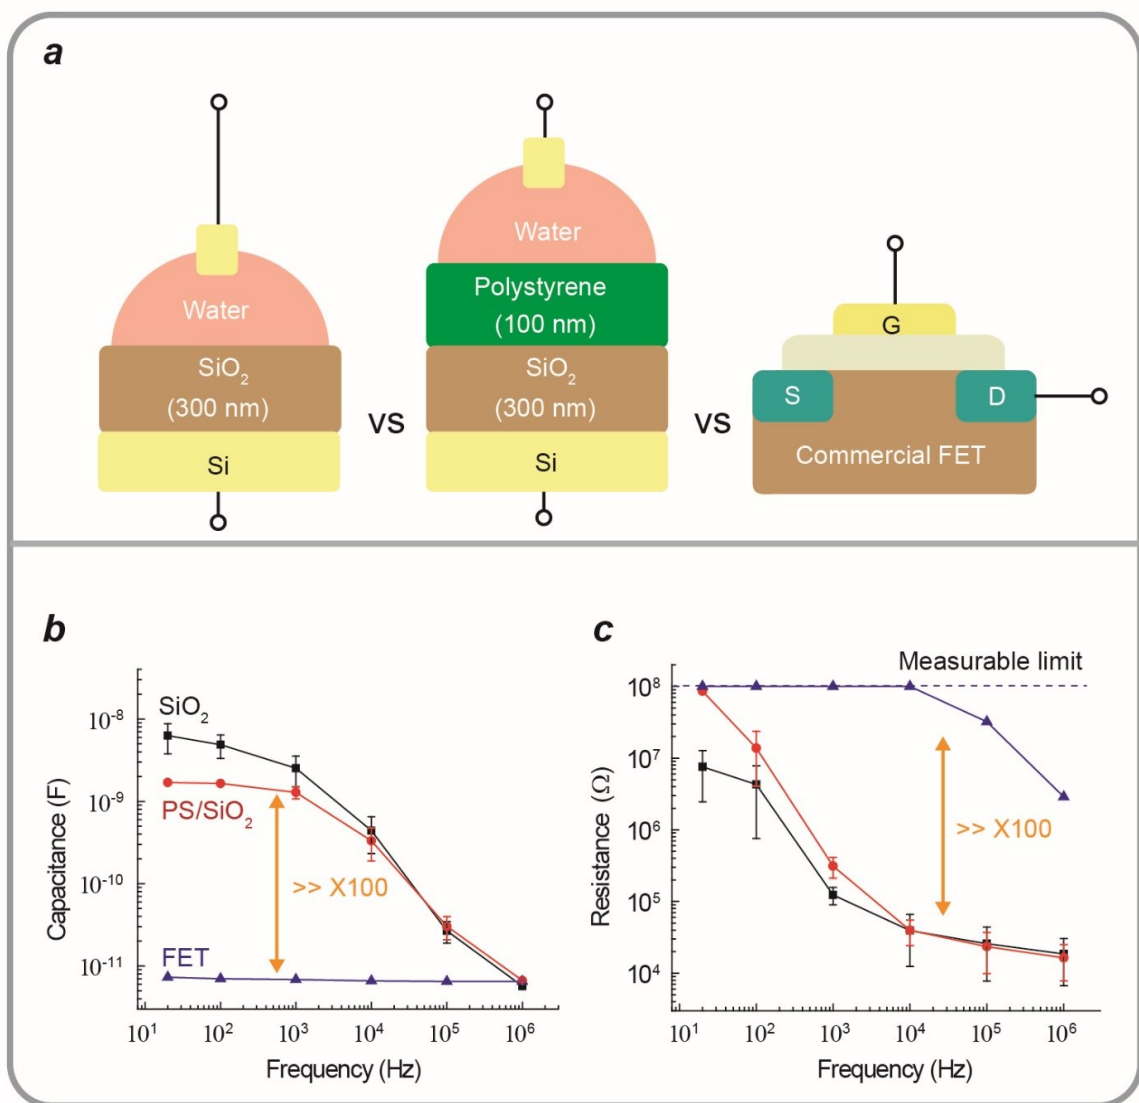 a
Water
SiO₂
(300 nm)
Si
vs
Water
Polystyrene
(100 nm)
SiO₂
(300 nm)
Si
vs
G
S
D
Commercial FET
b
Capacitance (F)
10⁻⁸
10⁻⁹
10⁻¹⁰
10⁻¹¹
SiO₂
PS/SiO₂
>> X100
FET
10¹ 10² 10³ 10⁴ 10⁵ 10⁶
Frequency (Hz)
c
Measurable limit
Resistance (Ω)
10⁸
10⁷
10⁶
10⁵
10⁴
>> X100
10¹ 10² 10³ 10⁴ 10⁵ 10⁶
Frequency (Hz)